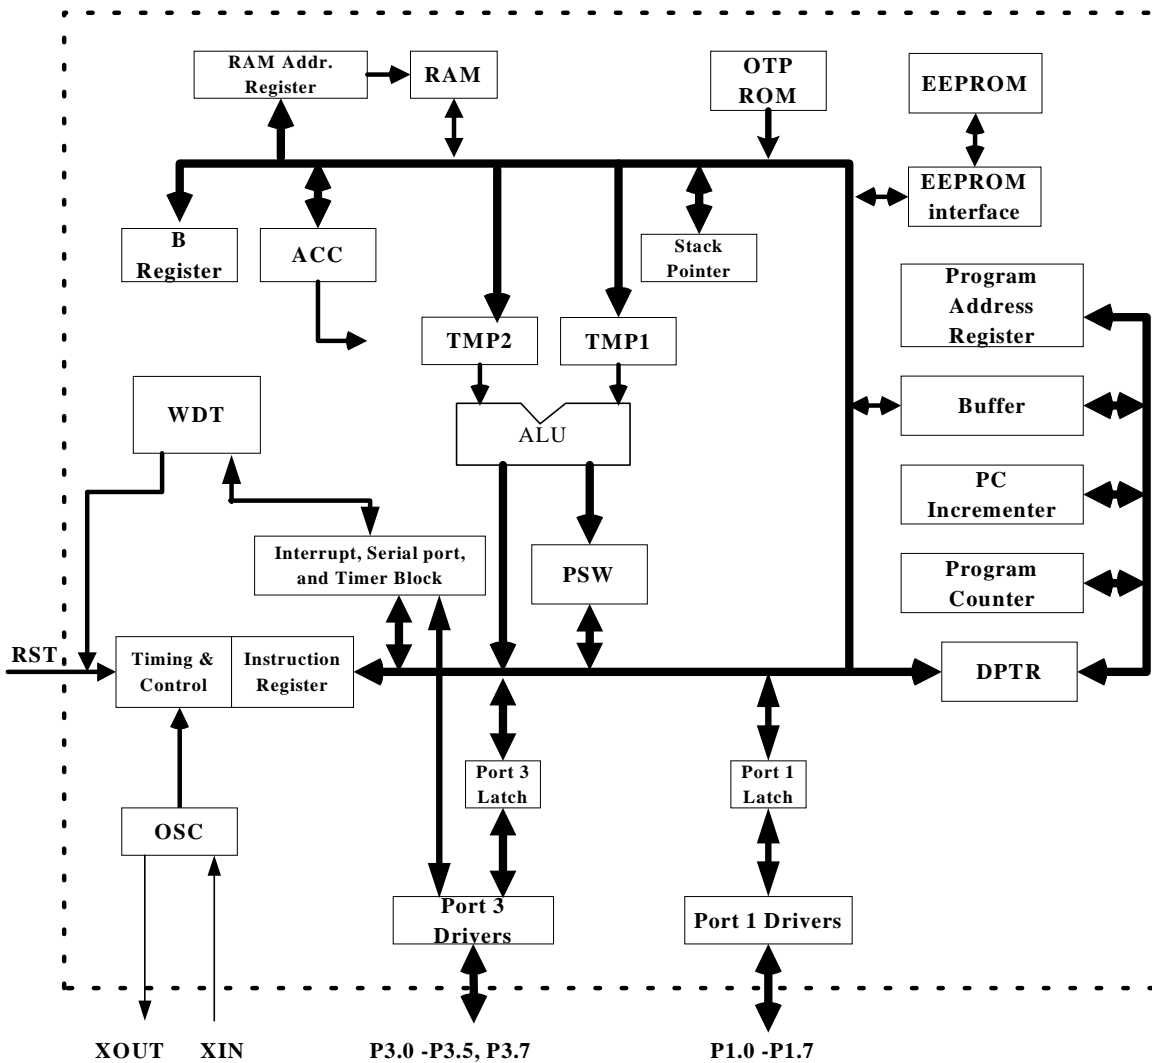 RAM Addr.
Register
RAM
OTP
ROM
EEPROM
B
Register
ACC
Stack
Pointer
EEPROM
interface
Program
Address
Register
TMP2
TMP1
WDT
ALU
Buffer
PC
Incrementer
Interrupt, Serial port,
and Timer Block
PSW
Program
Counter
RST
Timing &
Control
Instruction
Register
DPTR
Port 3
Latch
Port 1
Latch
OSC
Port 3
Drivers
Port 1 Drivers
XOUT
XIN
P3.0 -P3.5, P3.7
P1.0 -P1.7